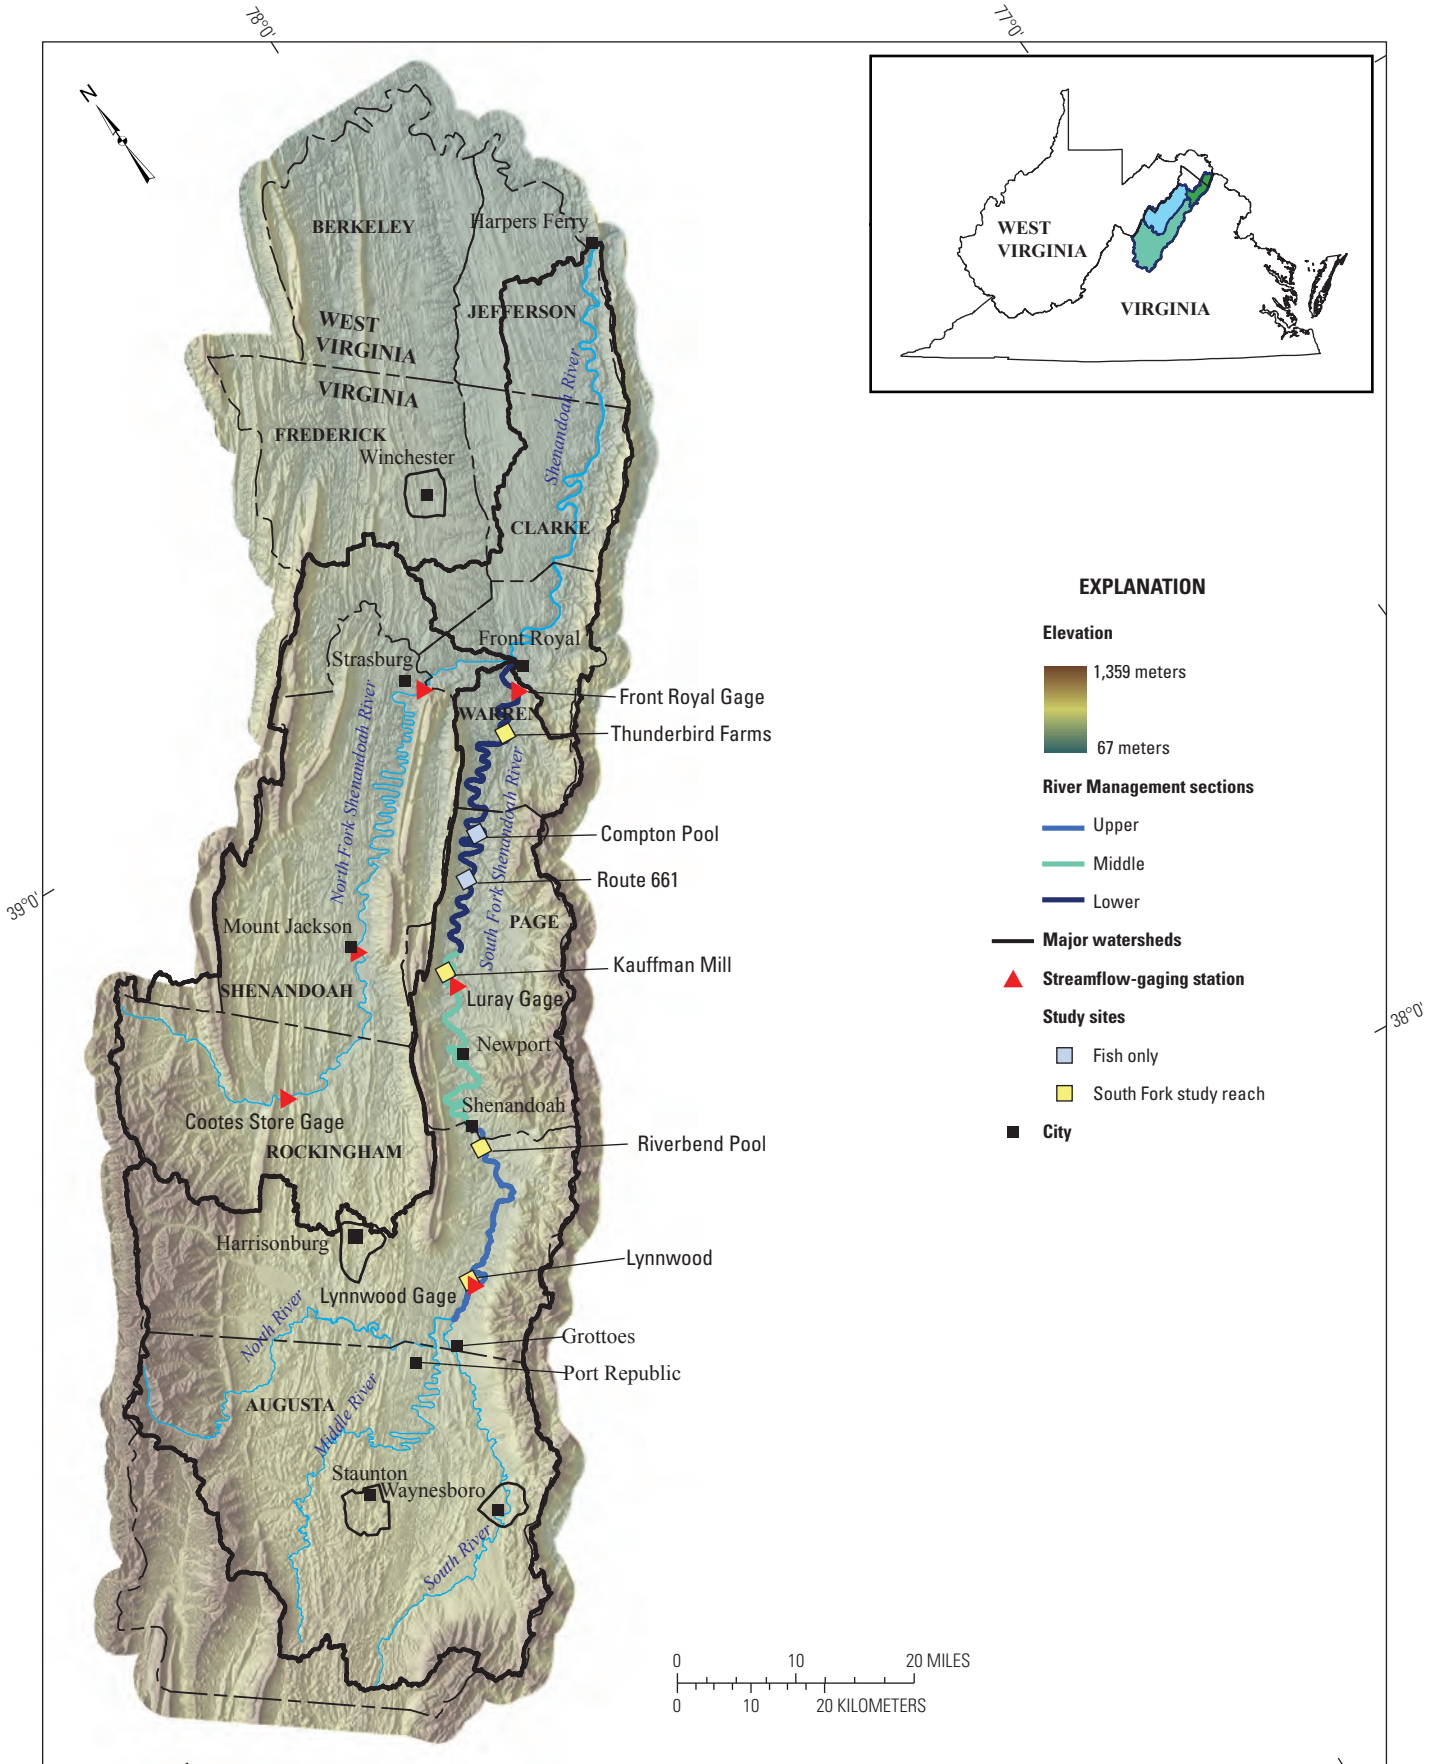 78°0'
77°0'
N
BERKELEY
Harpers Ferry
JEFFERSON
WEST
VIRGINIA
VIRGINIA
Shenandoah River
FREDERICK
Winchester
CLARKE
Front Royal
Strasburg
WARREN
Front Royal Gage
Thunderbird Farms
North Fork Shenandoah River
South Fork Shenandoah River
Compton Pool
Route 661
39°0'
Mount Jackson
PAGE
Kauffman Mill
SHENANDOAH
Luray Gage
Newport
Shenandoah
Cootes Store Gage
ROCKINGHAM
Riverbend Pool
Harrisonburg
Lynnwood
Lynnwood Gage
North River
Grottoes
Port Republic
Middle River
AUGUSTA
Staunton
Waynesboro
South River
WEST
VIRGINIA
VIRGINIA
EXPLANATION
Elevation
1,359 meters
67 meters
River Management sections
Upper
Middle
Lower
Major watersheds
Streamflow-gaging station
Study sites
Fish only
South Fork study reach
City
38°0'
0 10 20 MILES
0 10 20 KILOMETERS